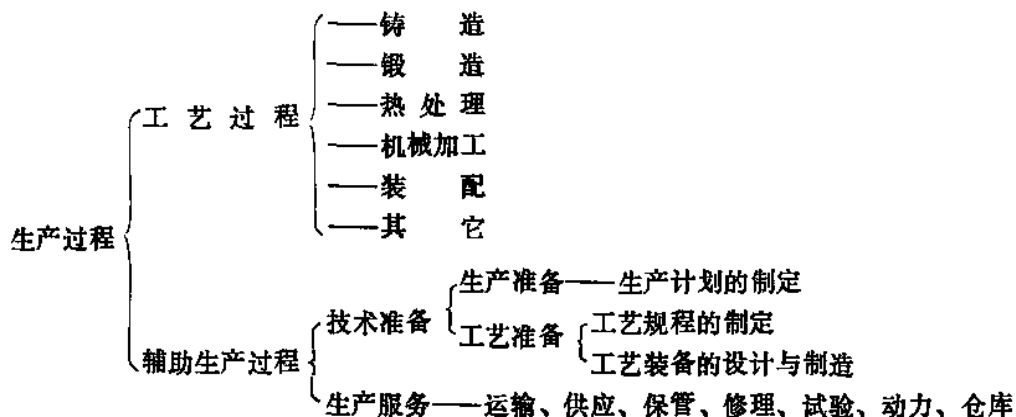 铸造
锻造
热处理
工艺过程
机械加工
装配
其它
生产过程
生产准备——生产计划的制定
技术准备
工艺准备
工艺规程的制定
工艺装备的设计与制造
辅助生产过程
生产服务——运输、供应、保管、修理、试验、动力、仓库